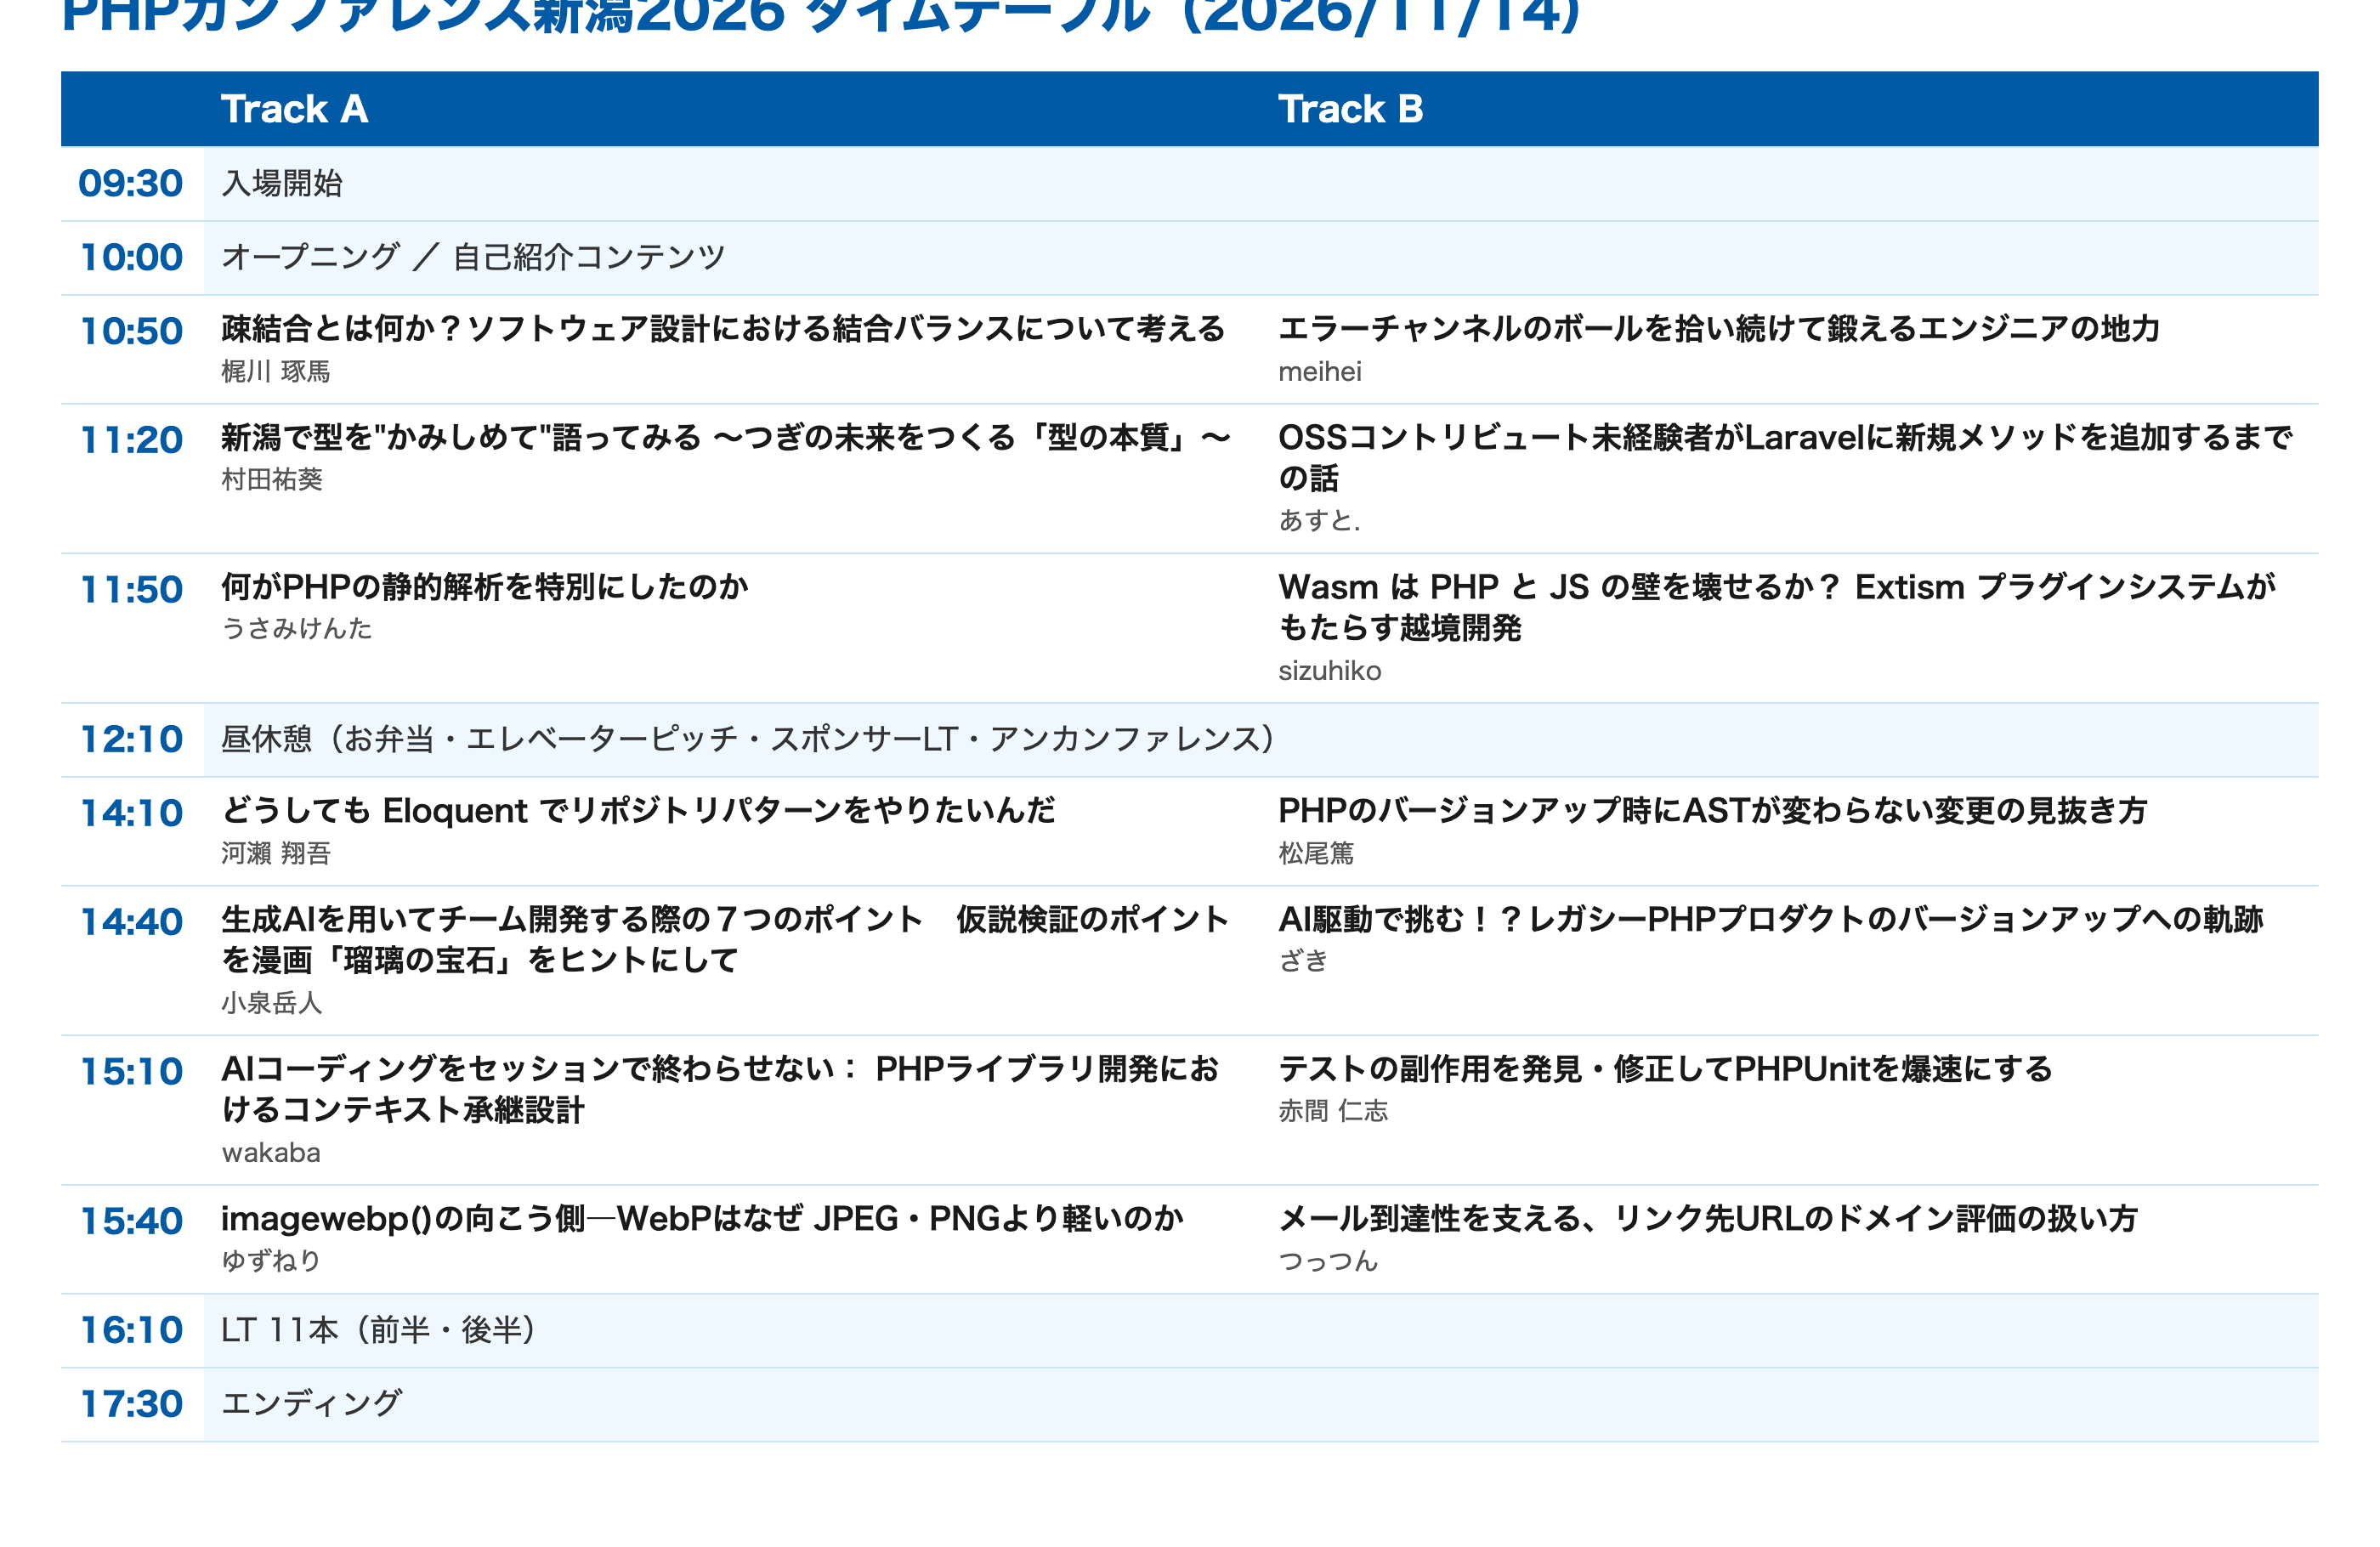 PHPカンファレンス新潟2026 タイムテーブル（2026/11/14）
Track A
Track B
09:30
入場開始
10:00
オープニング ／ 自己紹介コンテンツ
10:50
疎結合とは何か？ソフトウェア設計における結合バランスについて考える
梶川 琢馬
エラーチャンネルのボールを拾い続けて鍛えるエンジニアの地力
meihei
11:20
新潟で型を"かみしめて"語ってみる 〜つぎの未来をつくる「型の本質」〜
村田祐葵
OSSコントリビュート未経験者がLaravelに新規メソッドを追加するまで
の話
あすと.
11:50
何がPHPの静的解析を特別にしたのか
うさみけんた
Wasm は PHP と JS の壁を壊せるか？ Extism プラグインシステムが
もたらす越境開発
sizuhiko
12:10
昼休憩（お弁当・エレベーターピッチ・スポンサーLT・アンカンファレンス）
14:10
どうしても Eloquent でリポジトリパターンをやりたいんだ
河瀨 翔吾
PHPのバージョンアップ時にASTが変わらない変更の見抜き方
松尾篤
14:40
生成AIを用いてチーム開発する際の７つのポイント　仮説検証のポイント
を漫画「瑠璃の宝石」をヒントにして
小泉岳人
AI駆動で挑む！？レガシーPHPプロダクトのバージョンアップへの軌跡
ざき
15:10
AIコーディングをセッションで終わらせない： PHPライブラリ開発にお
けるコンテキスト承継設計
wakaba
テストの副作用を発見・修正してPHPUnitを爆速にする
赤間 仁志
15:40
imagewebp()の向こう側―WebPはなぜ JPEG・PNGより軽いのか
ゆずねり
メール到達性を支える、リンク先URLのドメイン評価の扱い方
つっつん
16:10
LT 11本（前半・後半）
17:30
エンディング